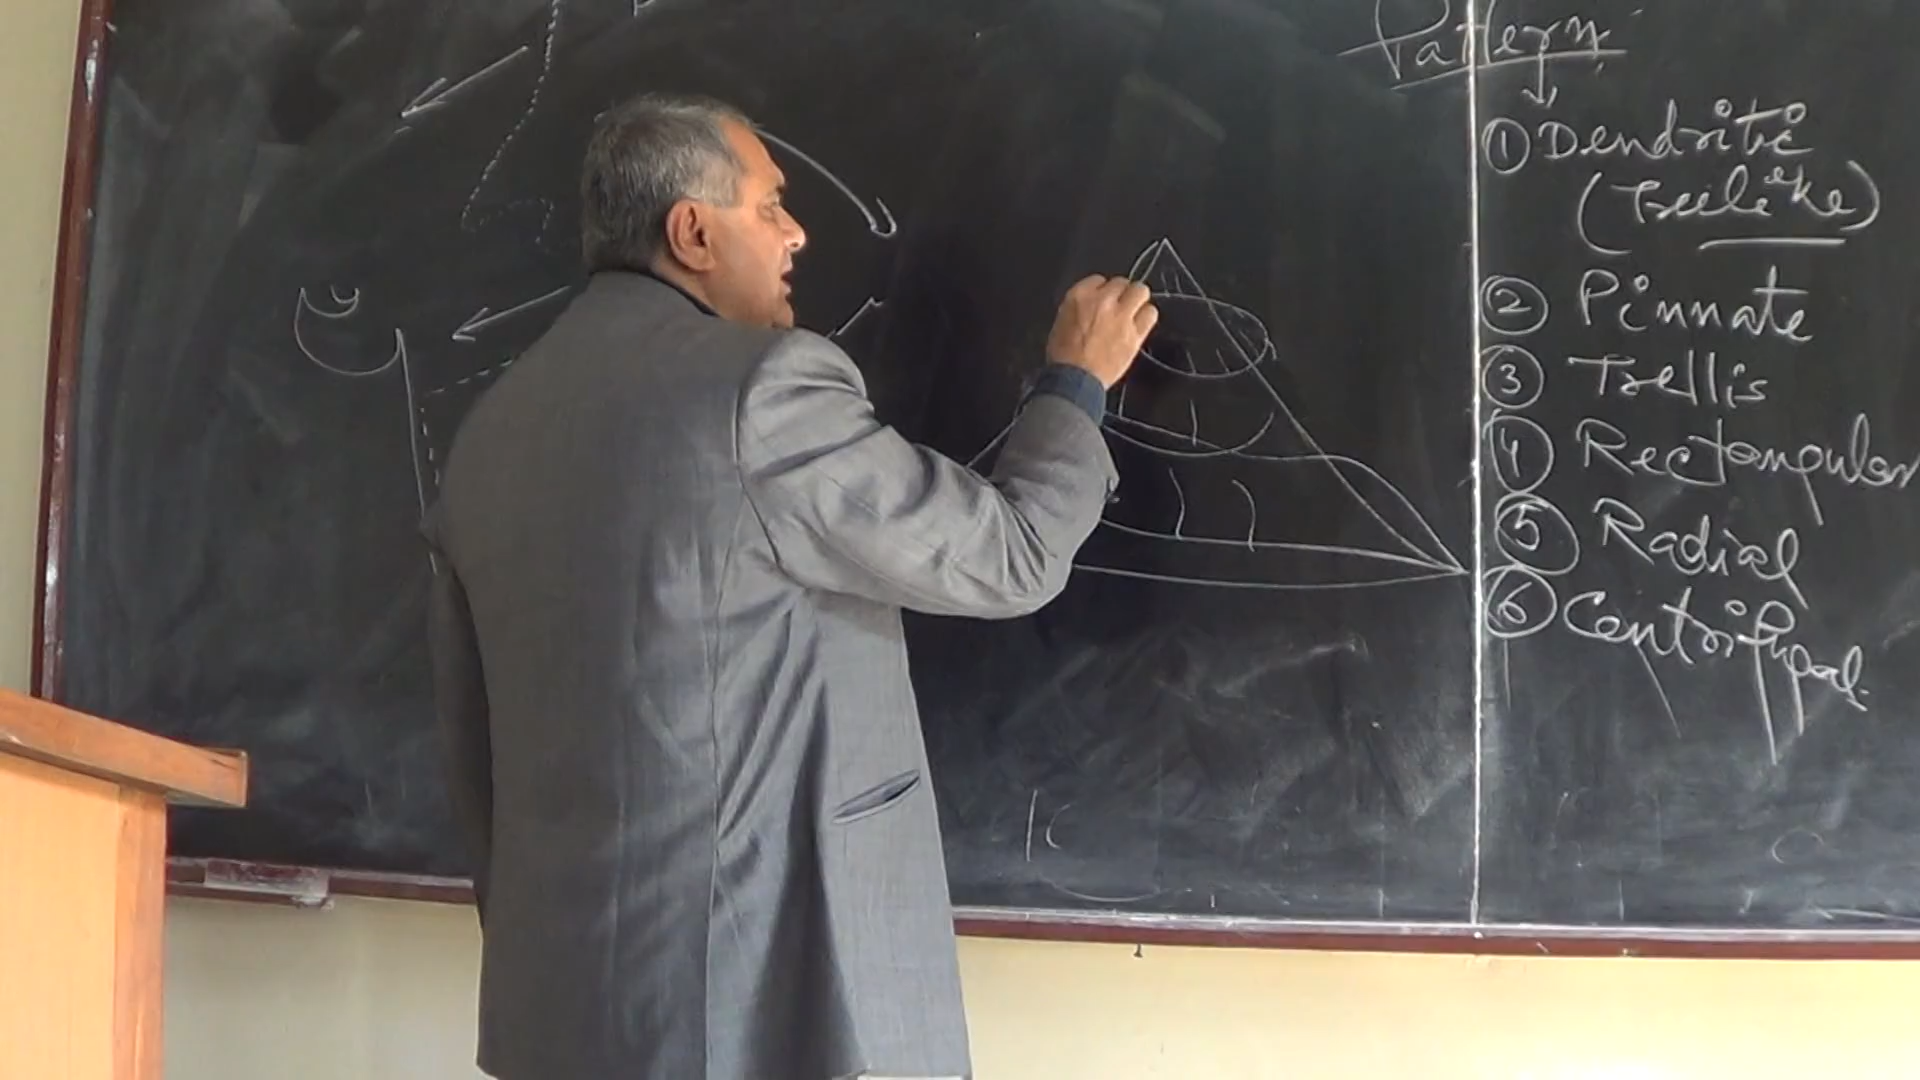 Pattern
① Dendritic
(Treelike)
② Pinnate
③ Trellis
④ Rectangular
⑤ Radial
⑥ Centrifugal